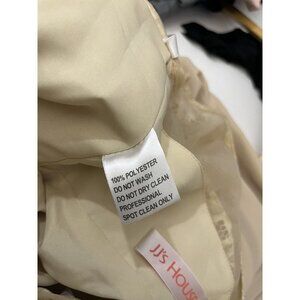 100% POLYESTER
DO NOT WASH
DO NOT DRY CLEAN
PROFESSIONAL
SPOT CLEAN ONLY
JJ's HOUS